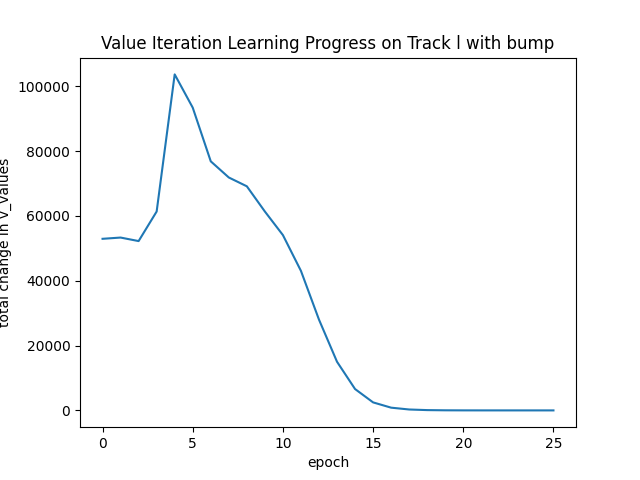 Value Iteration Learning Progress on Track l with bump
total change in V_values
100000
80000
60000
40000
20000
0
0 5 10 15 20 25
epoch